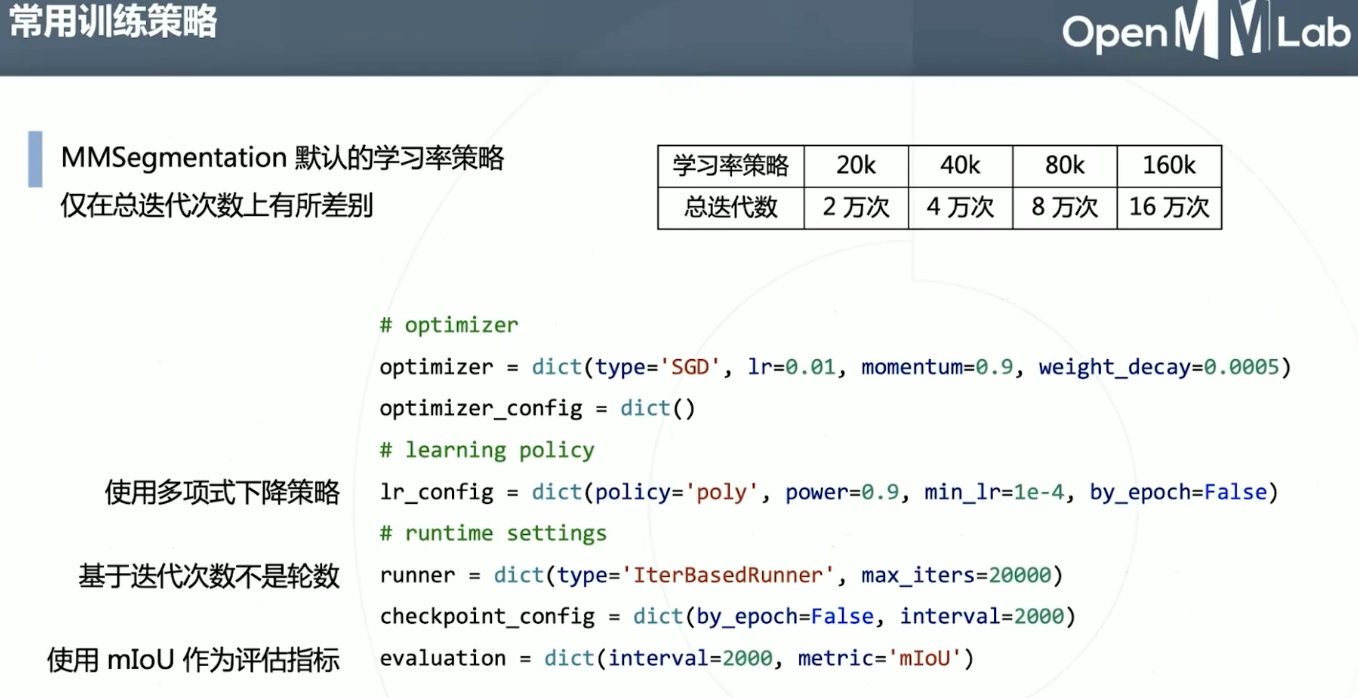 常用训练策略
OpenMMLab
MMSegmentation 默认的学习率策略
仅在总迭代次数上有所差别
学习率策略 20k 40k 80k 160k
总迭代数 2 万次 4 万次 8 万次 16 万次
# optimizer
optimizer = dict(type='SGD', lr=0.01, momentum=0.9, weight_decay=0.0005)
optimizer_config = dict()
# learning policy
使用多项式下降策略 lr_config = dict(policy='poly', power=0.9, min_lr=1e-4, by_epoch=False)
# runtime settings
基于迭代次数不是轮数 runner = dict(type='IterBasedRunner', max_iters=20000)
checkpoint_config = dict(by_epoch=False, interval=2000)
使用 mIoU 作为评估指标 evaluation = dict(interval=2000, metric='mIoU')